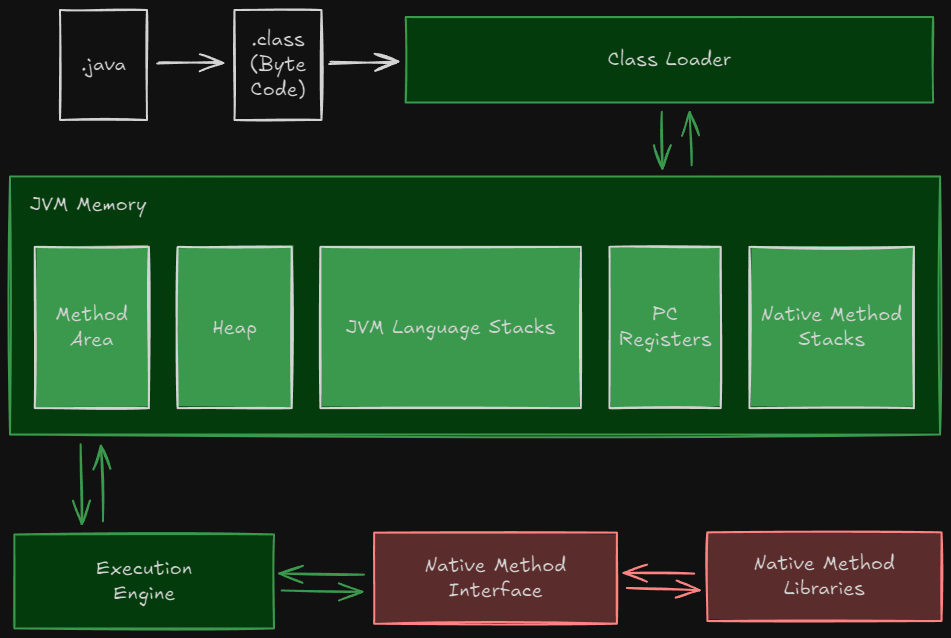 .java
.class
(Byte
Code)
Class Loader
JVM Memory
Method
Area
Heap
JVM Language Stacks
PC
Registers
Native Method
Stacks
Execution
Engine
Native Method
Interface
Native Method
Libraries